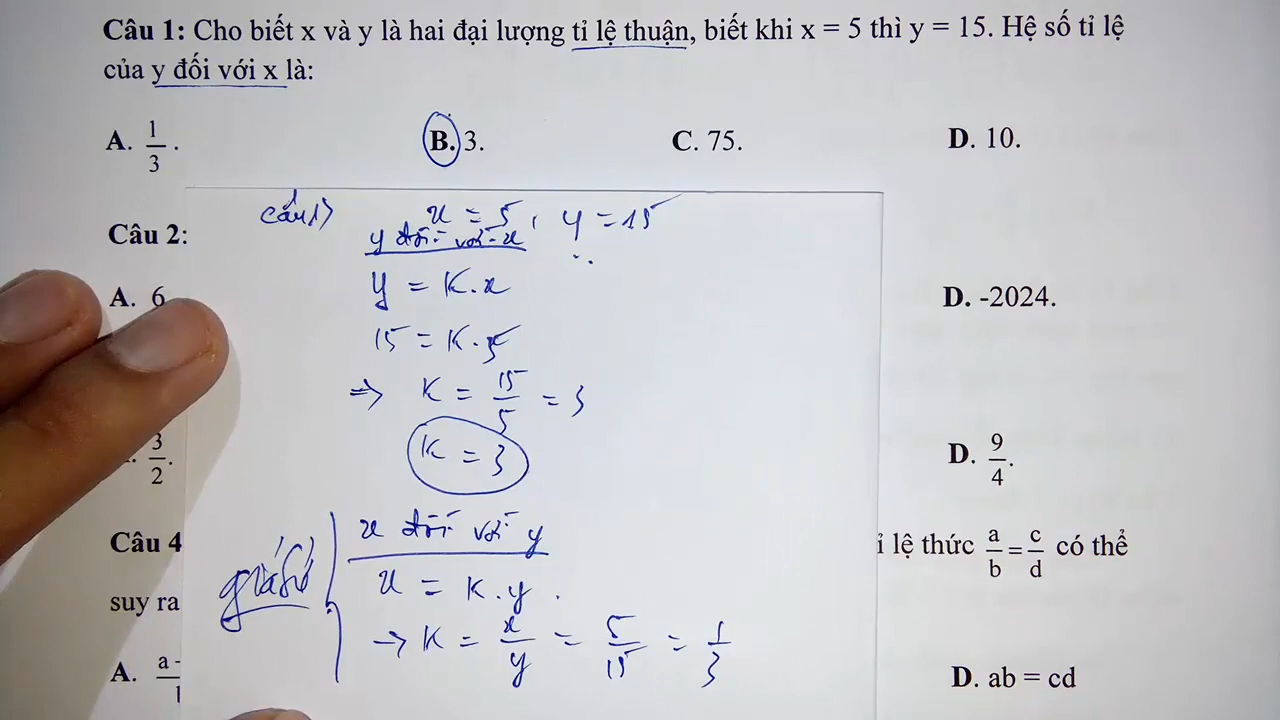 Câu 1: Cho biết x và y là hai đại lượng tỉ lệ thuận, biết khi x = 5 thì y = 15. Hệ số tỉ lệ
của y đối với x là:
A. 1/3 . B. 3. C. 75. D. 10.
câu 1) x = 5, y = 15
Câu 2: y đối với x
y = K.x
A. 6 D. -2024.
15 = K.5
=> K = 15/5 = 3
K = 3
3/2. D. 9/4.
x đối với y
Câu 4 ỉ lệ thức a/b = c/d có thể
giả sử x = K.y.
suy ra
→ K = x/y = 5/15 = 1/3
A. a - D. ab = cd